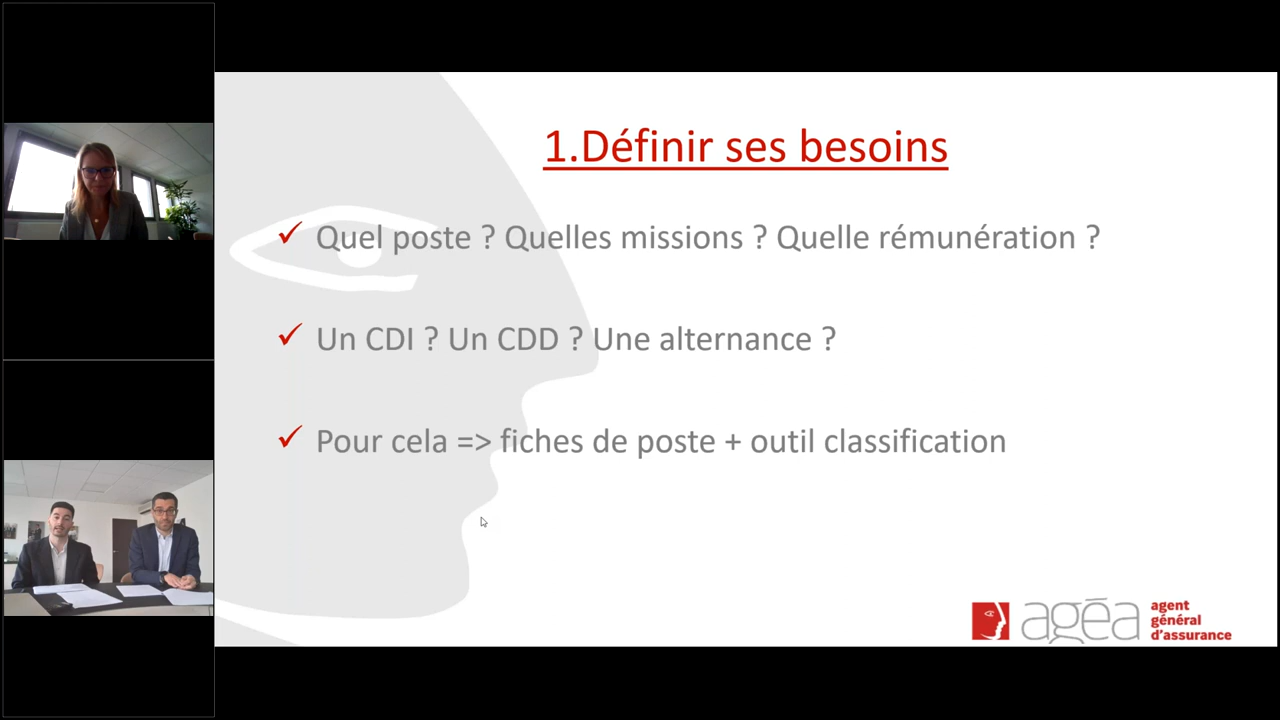 1.Définir ses besoins
Quel poste ? Quelles missions ? Quelle rémunération ?
Un CDI ? Un CDD ? Une alternance ?
Pour cela => fiches de poste + outil classification
agéa
agent
général
d'assurance